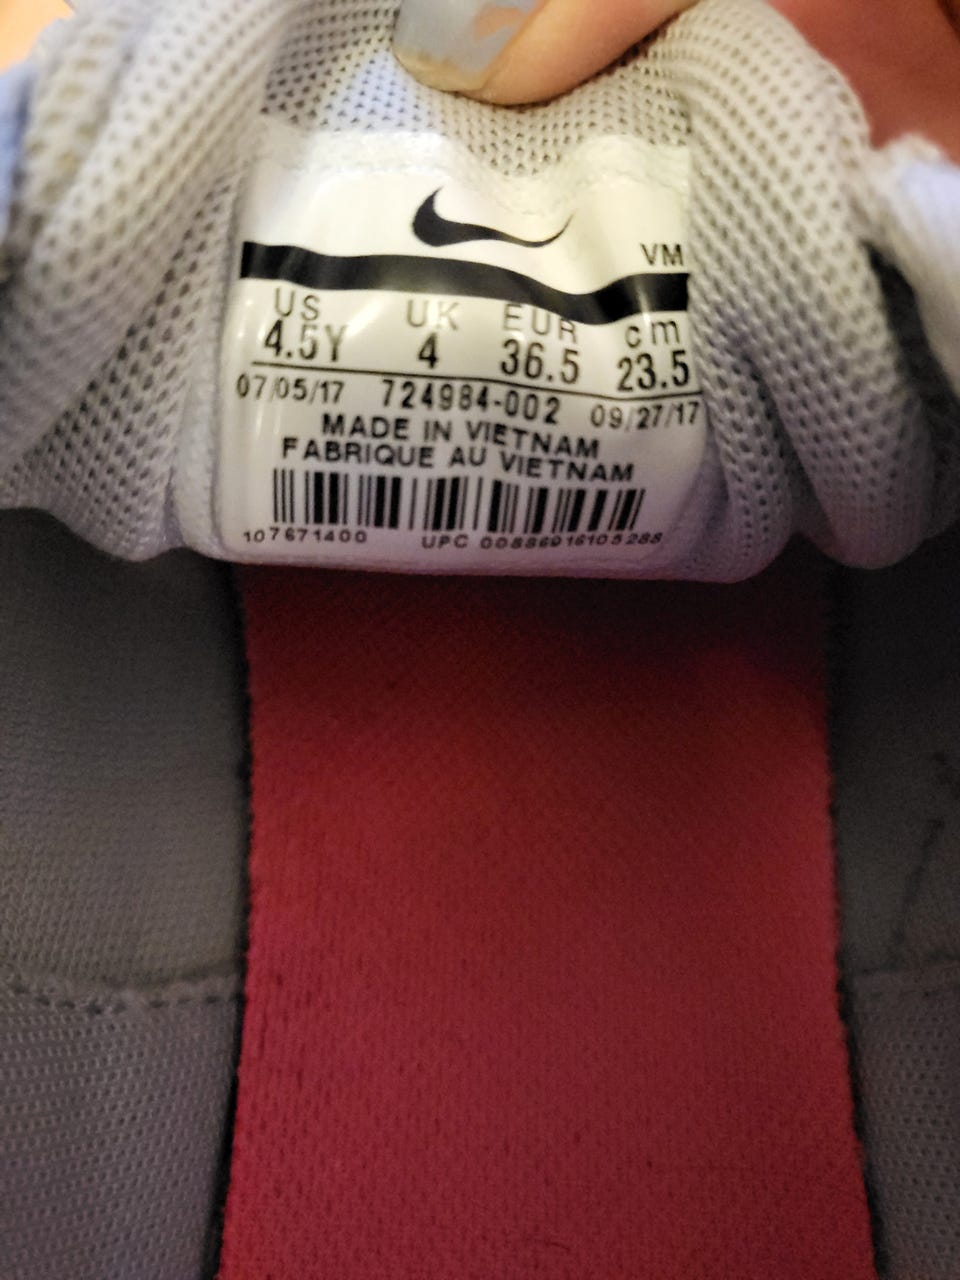 VM
US UK EUR cm
4.5Y 4 36.5 23.5
07/05/17 724984-002 09/27/17
MADE IN VIETNAM
FABRIQUE AU VIETNAM
107671400 UPC 00886916105288